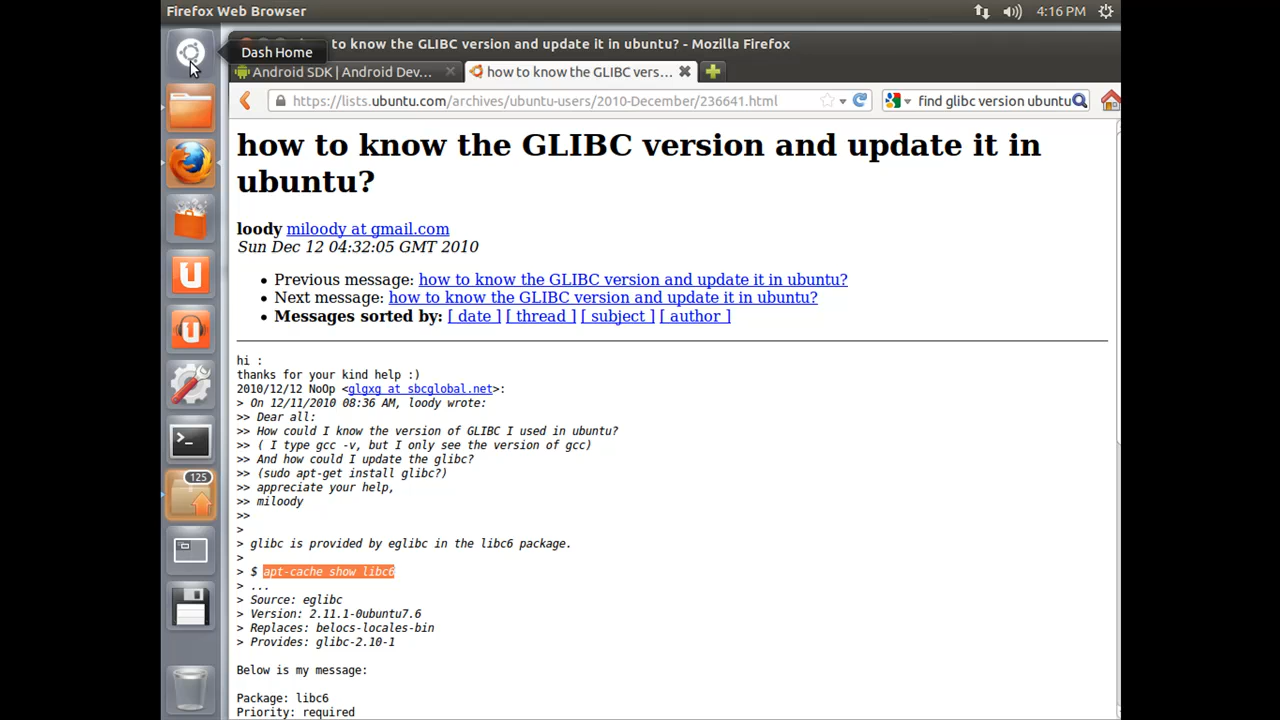 Firefox Web Browser
4:16 PM
Dash Home
to know the GLIBC version and update it in ubuntu? - Mozilla Firefox
Android SDK | Android Dev...
how to know the GLIBC vers...
https://lists.ubuntu.com/archives/ubuntu-users/2010-December/236641.html
find glibc version ubuntu
how to know the GLIBC version and update it in
ubuntu?
loody miloody at gmail.com
Sun Dec 12 04:32:05 GMT 2010
• Previous message: how to know the GLIBC version and update it in ubuntu?
• Next message: how to know the GLIBC version and update it in ubuntu?
• Messages sorted by: [ date ] [ thread ] [ subject ] [ author ]
hi :
thanks for your kind help :)
2010/12/12 NoOp <glgxg at sbcglobal.net>:
> On 12/11/2010 08:36 AM, loody wrote:
>> Dear all:
>> How could I know the version of GLIBC I used in ubuntu?
>> ( I type gcc -v, but I only see the version of gcc)
>> And how could I update the glibc?
>> (sudo apt-get install glibc?)
>> appreciate your help,
>> miloody
>>
>
> glibc is provided by eglibc in the libc6 package.
>
> $ apt-cache show libc6
> ...
> Source: eglibc
> Version: 2.11.1-0ubuntu7.6
> Replaces: belocs-locales-bin
> Provides: glibc-2.10-1
Below is my message:
Package: libc6
Priority: required
U
U
>_
125